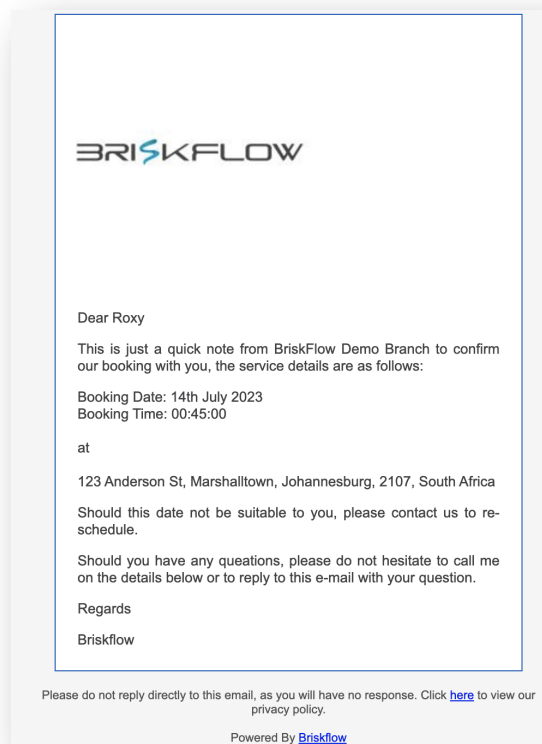 BRISKFLOW
Dear Roxy
This is just a quick note from BriskFlow Demo Branch to confirm
our booking with you, the service details are as follows:
Booking Date: 14th July 2023
Booking Time: 00:45:00
at
123 Anderson St, Marshalltown, Johannesburg, 2107, South Africa
Should this date not be suitable to you, please contact us to re-
schedule.
Should you have any queations, please do not hesitate to call me
on the details below or to reply to this e-mail with your question.
Regards
Briskflow
Please do not reply directly to this email, as you will have no response. Click here to view our
privacy policy.
Powered By Briskflow